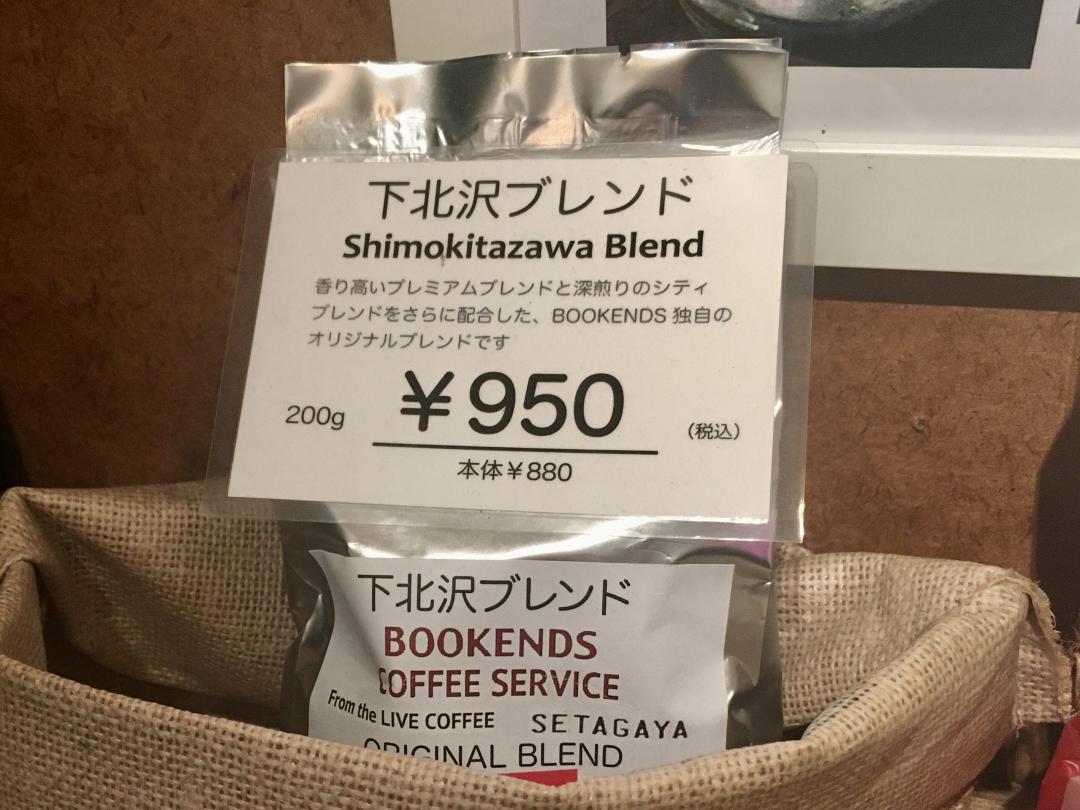 下北沢ブレンド
Shimokitazawa Blend
香り高いプレミアムブレンドと深煎りのシティ
ブレンドをさらに配合した、BOOKENDS 独自の
オリジナルブレンドです
200g ¥950 (税込)
本体¥880
下北沢ブレンド
BOOKENDS
COFFEE SERVICE
From the LIVE COFFEE SETAGAYA
ORIGINAL BLEND